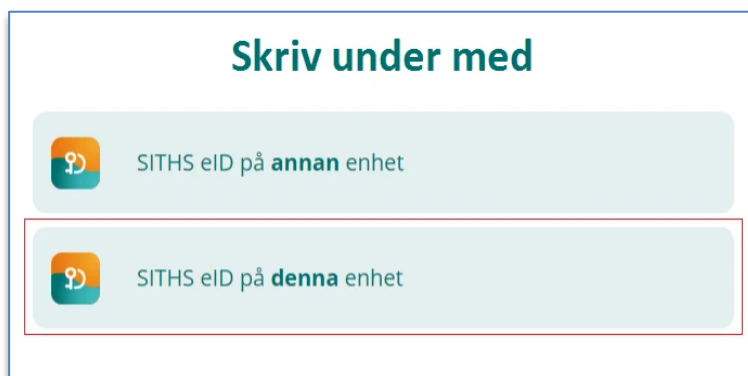 Skriv under med
SITHS eID på annan enhet
SITHS eID på denna enhet